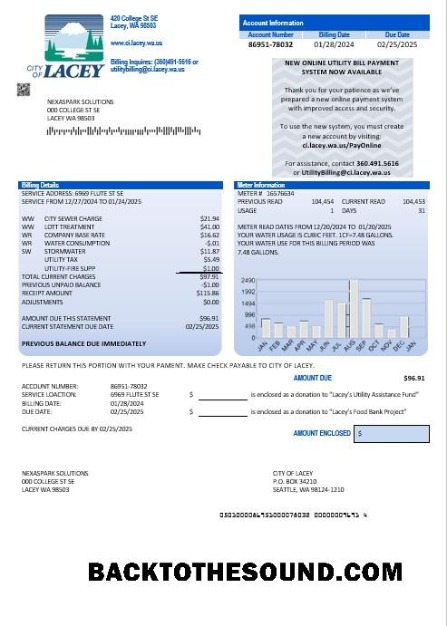 420 College St SE
Lacey, WA 98503
www.ci.lacey.wa.us
Billing Inquires: (360)491-5616 or
utilitybilling@ci.lacey.wa.us
CITY OF LACEY
Account Information
Account Number Billing Date Due Date
86951-78032 01/28/2024 02/25/2025
NEW ONLINE UTILITY BILL PAYMENT
SYSTEM NOW AVAILABLE
Thank you for your patience as we've
prepared a new online payment system
with improved access and security.
To use the new system, you must create
a new account by visiting:
ci.lacey.wa.us/PayOnline
For assistance, contact 360.491.5616
or UtilityBilling@ci.lacey.wa.us
NEXASPARK SOLUTIONS
000 COLLEGE ST SE
LACEY WA 98503
Billing Details
SERVICE ADDRESS: 6969 FLUTE ST SE
SERVICE FROM 12/27/2024 TO 01/24/2025
WW CITY SEWER CHARGE $21.94
WW LOTT TREATMENT $41.00
WR COMPANY BASE RATE $16.62
WR WATER CONSUMPTION -$.01
SW STORMWATER $11.87
UTILITY TAX $5.49
UTILITY-FIRE SUPP $1.00
TOTAL CURRENT CHARGES $97.91
PREVIOUS UNPAID BALANCE -$1.00
RECEIPT AMOUNT $115.86
ADJUSTMENTS $0.00
AMOUNT DUE THIS STATEMENT $96.91
CURRENT STATEMENT DUE DATE 02/25/2025
PREVIOUS BALANCE DUE IMMEDIATELY
Meter Information
METER # 16576634
PREVIOUS READ 104,454 CURRENT READ 104,453
USAGE 1 DAYS 31
METER READ DATES FROM 12/20/2024 TO 01/20/2025
YOUR WATER USAGE IS CUBIC FEET. 1CF=7.48 GALLONS.
YOUR WATER USE FOR THIS BILLING PERIOD WAS
7.48 GALLONS.
2490
1992
1494
996
498
0
JAN FEB MAR APR MAY JUN JUL AUG SEP OCT NOV DEC JAN
PLEASE RETURN THIS PORTION WITH YOUR PAMENT. MAKE CHECK PAYABLE TO CITY OF LACEY.
AMOUNT DUE $96.91
ACCOUNT NUMBER: 86951-78032
SERVICE LOACTION: 6969 FLUTE ST SE
BILLING DATE: 01/28/2024
DUE DATE: 02/25/2025
$ is enclosed as a donation to "Lacey's Utility Assistance Fund"
$ is enclosed as a donation to "Lacey's Food Bank Project"
CURRENT CHARGES DUE BY 02/25/2025
AMOUNT ENCLOSED $
NEXASPARK SOLUTIONS
000 COLLEGE ST SE
LACEY WA 98503
CITY OF LACEY
P.O. BOX 34210
SEATTLE, WA 98124-1210
BACKTOTHESOUND.COM